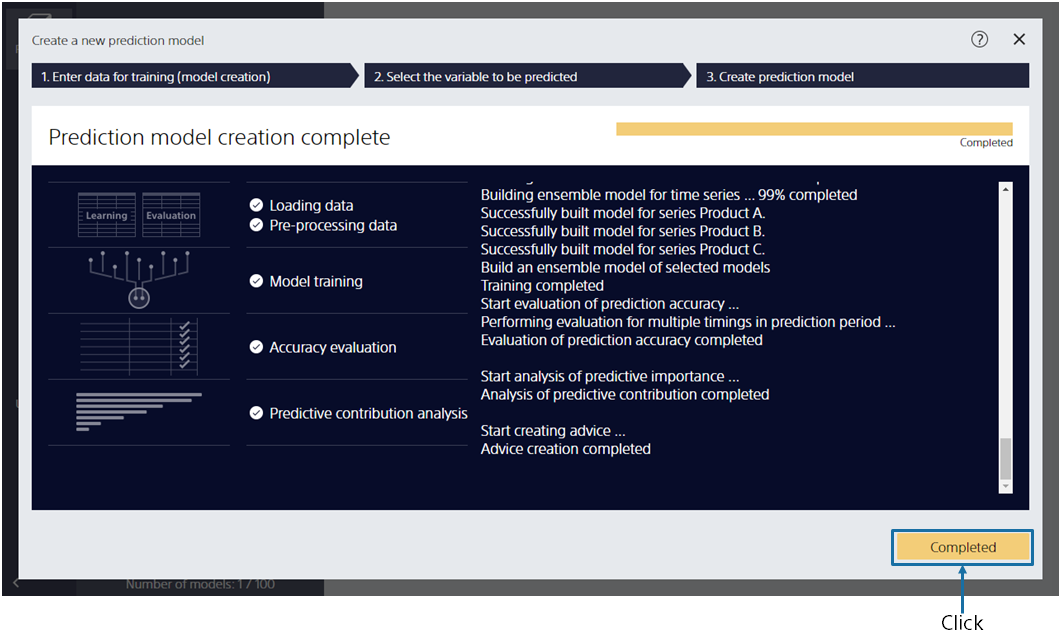 Create a new prediction model
?
1. Enter data for training (model creation)
2. Select the variable to be predicted
3. Create prediction model
Prediction model creation complete
Completed
Learning
Evaluation
Loading data
Pre-processing data
Model training
Accuracy evaluation
Predictive contribution analysis
Building ensemble model for time series ... 99% completed
Successfully built model for series Product A.
Successfully built model for series Product B.
Successfully built model for series Product C.
Build an ensemble model of selected models
Training completed
Start evaluation of prediction accuracy ...
Performing evaluation for multiple timings in prediction period ...
Evaluation of prediction accuracy completed
Start analysis of predictive importance ...
Analysis of predictive contribution completed
Start creating advice ...
Advice creation completed
Completed
Number of models: 1 / 100
Click